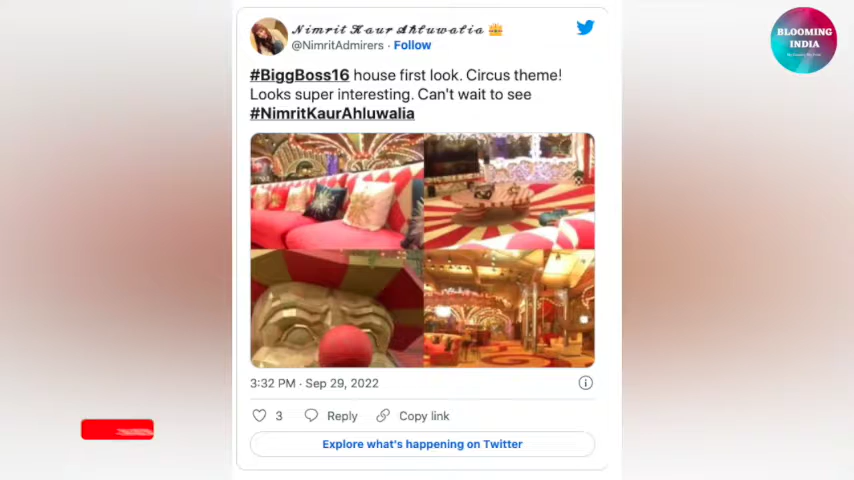 𝓝𝓲𝓶𝓻𝓲𝓽 𝓚𝓪𝓾𝓻 𝓐𝓱𝓵𝓾𝔀𝓪𝓵𝓲𝓪 👑
@NimritAdmirers · Follow
#BiggBoss16 house first look. Circus theme!
Looks super interesting. Can't wait to see
#NimritKaurAhluwalia
3:32 PM · Sep 29, 2022
3 Reply Copy link
Explore what's happening on Twitter
BLOOMING
INDIA